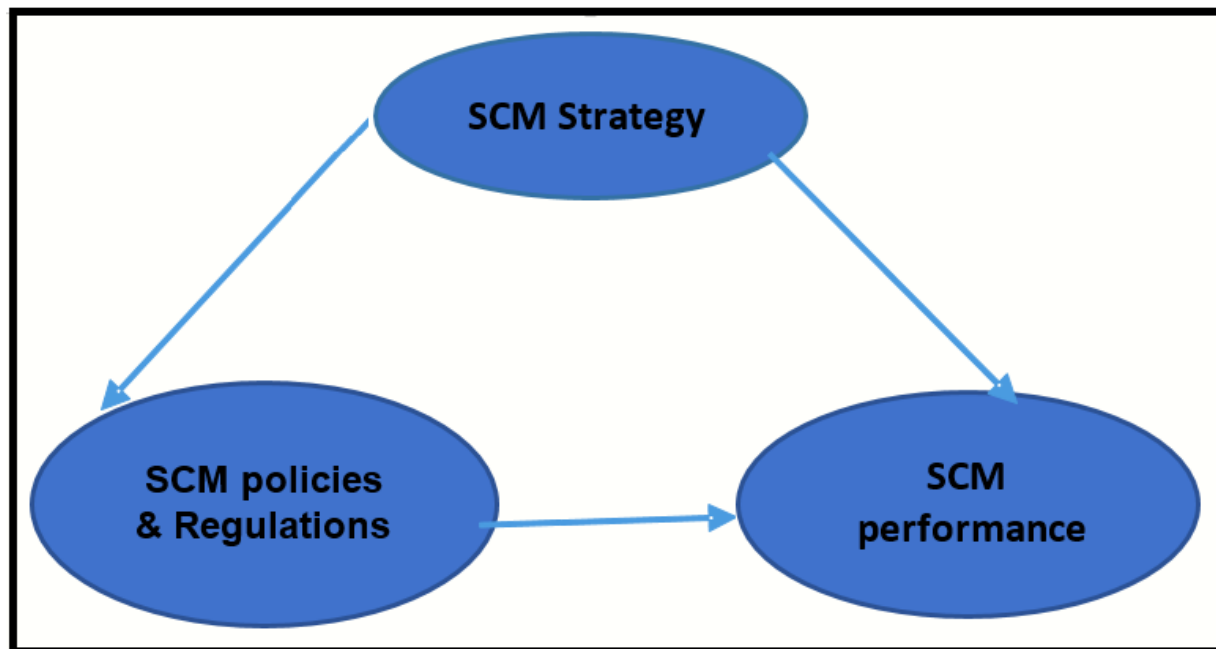 SCM Strategy
SCM policies
& Regulations
SCM
performance